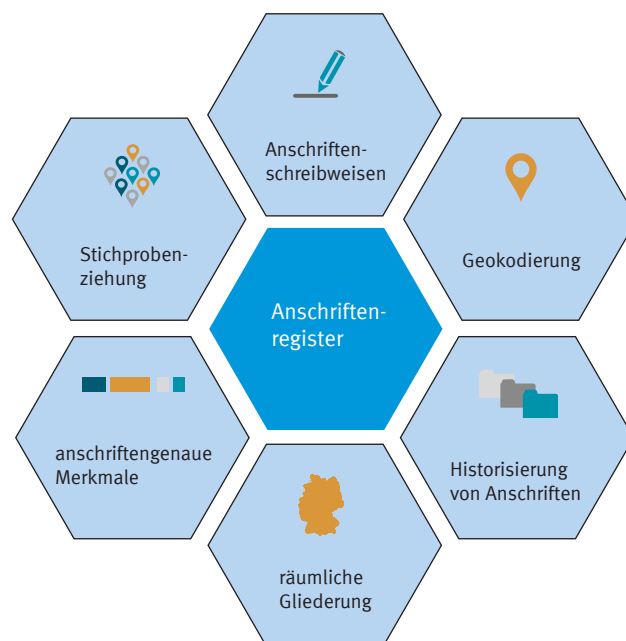 Anschriften-
schreibweisen
Stichproben-
ziehung
Geokodierung
Anschriften-
register
anschriftengenaue
Merkmale
Historisierung
von Anschriften
räumliche
Gliederung